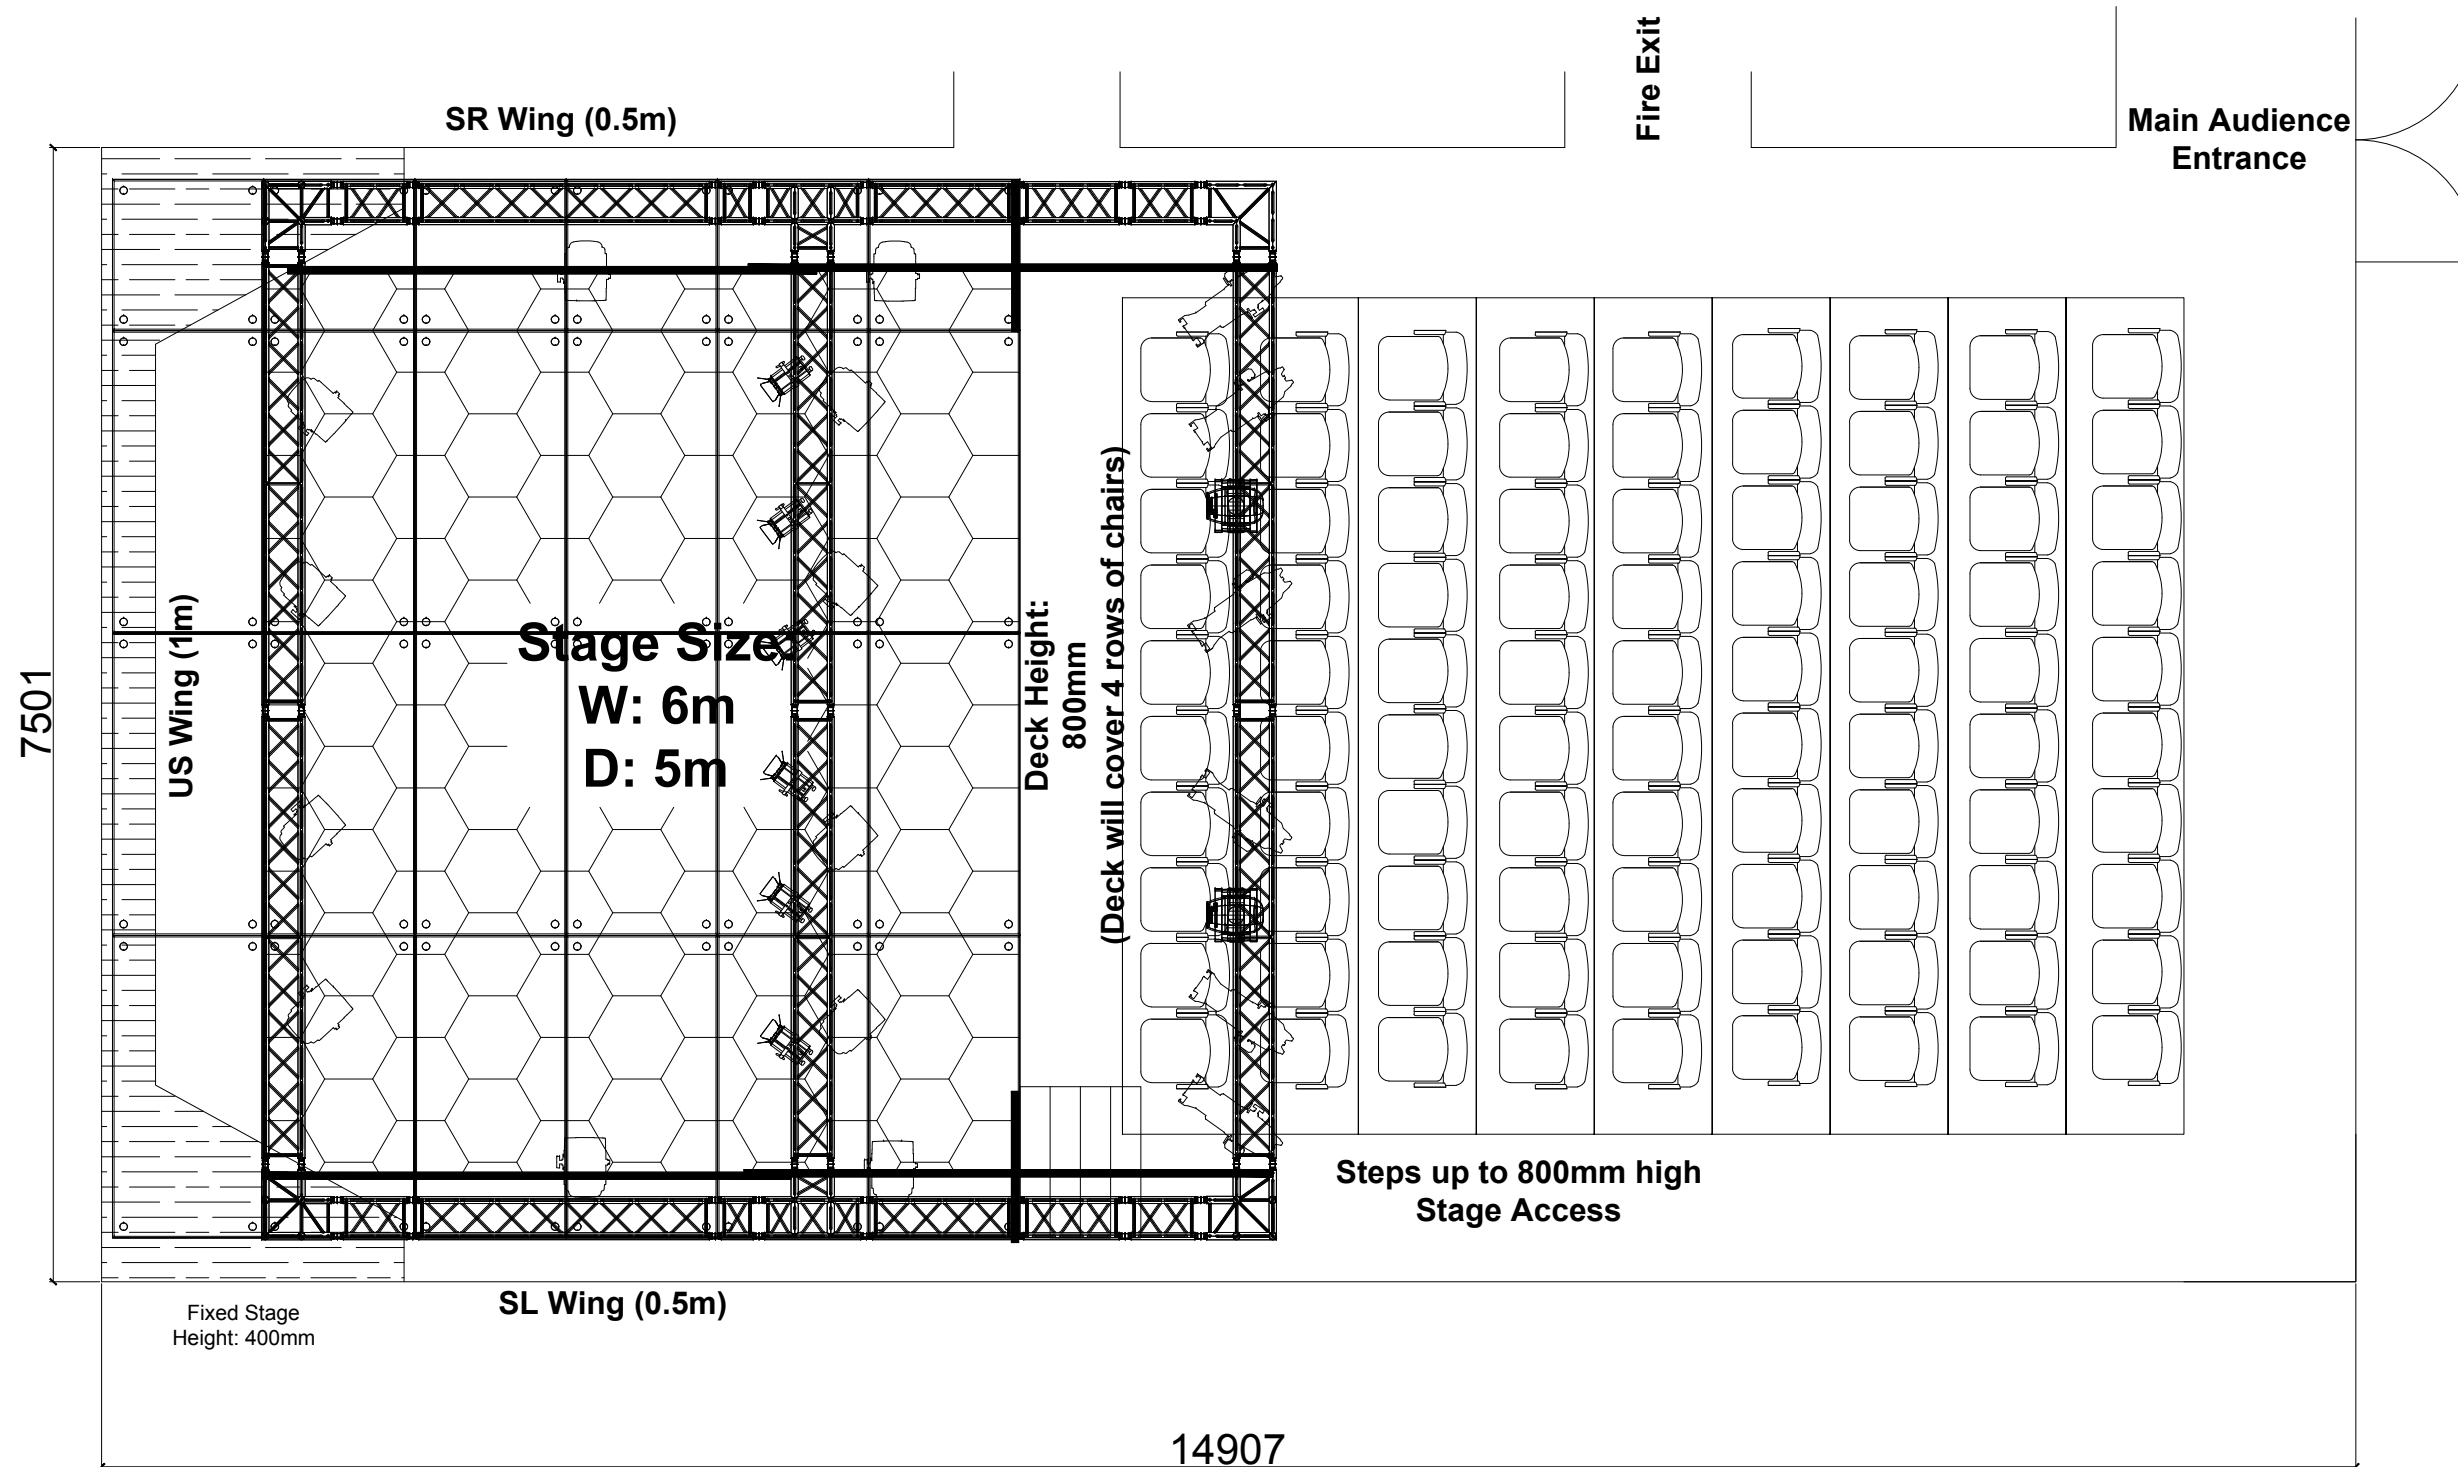 Fire Exit
SR Wing (0.5m)
Main Audience
Entrance
7501
US Wing (1m)
Stage Size:
W: 6m
D: 5m
Deck Height:
800mm
(Deck will cover 4 rows of chairs)
Steps up to 800mm high
Stage Access
SL Wing (0.5m)
Fixed Stage
Height: 400mm
14907